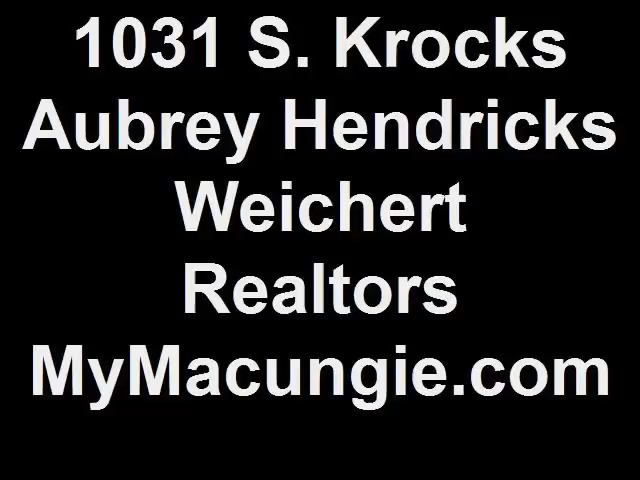 1031 S. Krocks
Aubrey Hendricks
Weichert
Realtors
MyMacungie.com